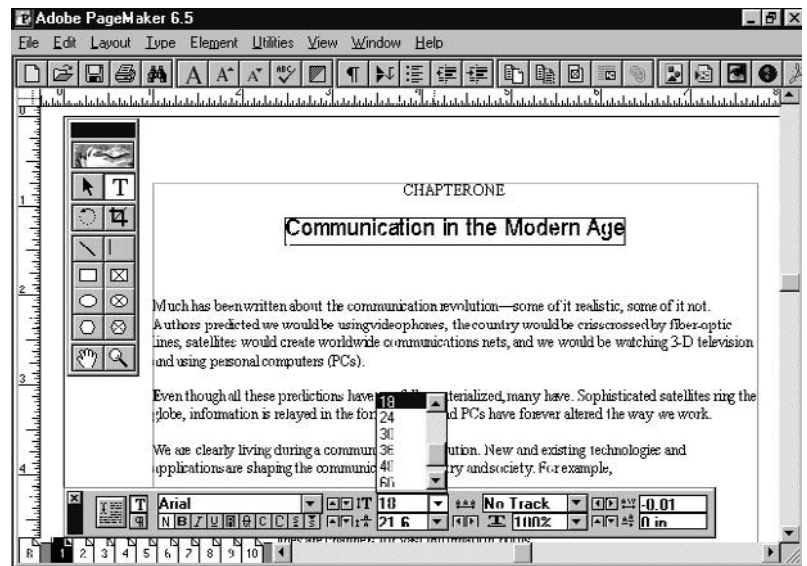 Adobe PageMaker 6.5
File Edit Layout Type Element Utilities View Window Help
CHAPTERONE
Communication in the Modern Age
Much has been written about the communication revolution—some of it realistic, some of it not.
Authors predicted we would be using videophones, the country would be crisscrossed by fiber-optic
lines, satellites would create worldwide communications nets, and we would be watching 3-D television
and using personal computers (PCs).
Even though all these predictions have materialized, many have. Sophisticated satellites ring the
globe, information is relayed in the PCs have forever altered the way we work.
We are clearly living during a New and existing technologies and
applications are shaping the and society. For example,
18
24
30
36
48
60
Arial
18
No Track
-0.01
N B I U R C C S S
21.6
100%
0 in
R 1 2 3 4 5 6 7 8 9 10